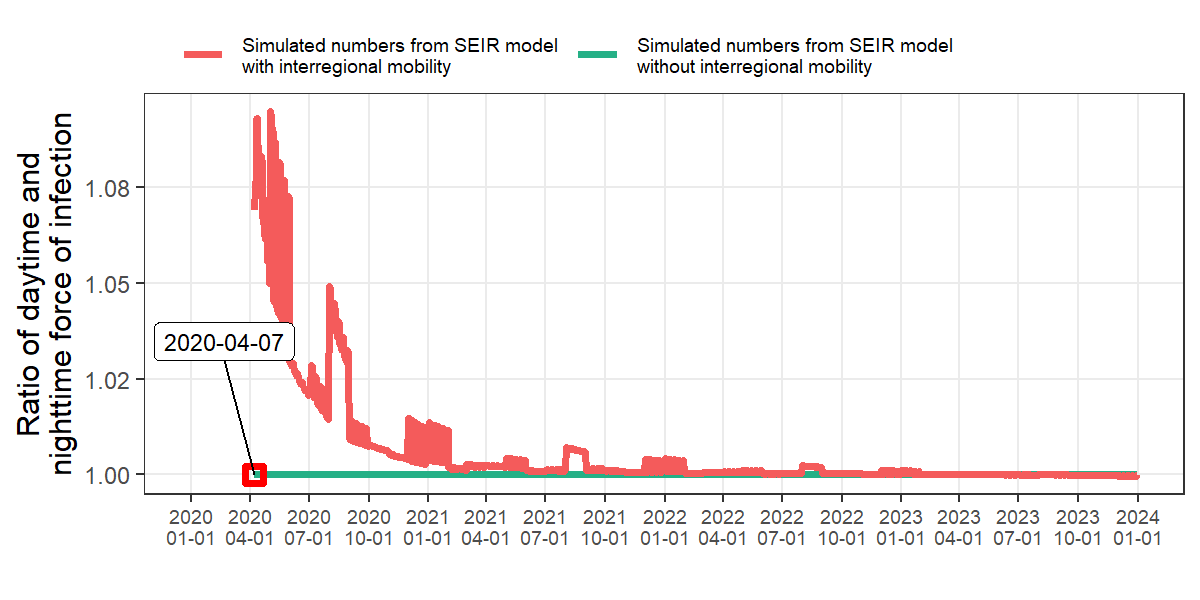 Simulated numbers from SEIR model
with interregional mobility
Simulated numbers from SEIR model
without interregional mobility
Ratio of daytime and
nighttime force of infection
1.08
1.05
1.02
1.00
2020-04-07
2020 2020 2020 2020 2021 2021 2021 2021 2022 2022 2022 2022 2023 2023 2023 2023 2024
01-01 04-01 07-01 10-01 01-01 04-01 07-01 10-01 01-01 04-01 07-01 10-01 01-01 04-01 07-01 10-01 01-01